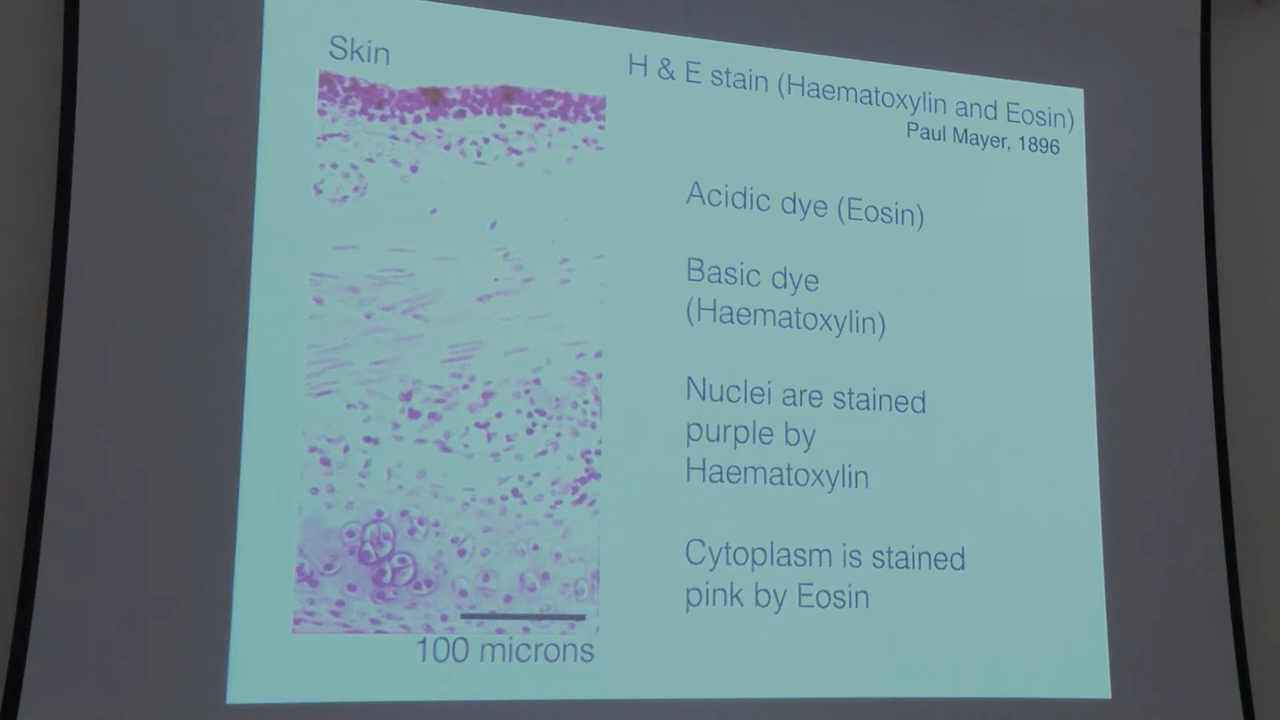 Skin
H & E stain (Haematoxylin and Eosin)
Paul Mayer, 1896
Acidic dye (Eosin)
Basic dye
(Haematoxylin)
Nuclei are stained
purple by
Haematoxylin
Cytoplasm is stained
pink by Eosin
100 microns